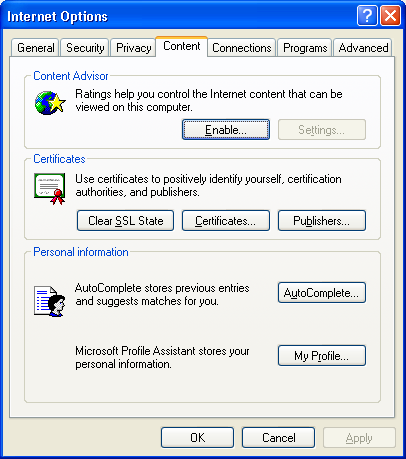 Internet Options
General Security Privacy Content Connections Programs Advanced
Content Advisor
Ratings help you control the Internet content that can be
viewed on this computer.
Enable... Settings...
Certificates
Use certificates to positively identify yourself, certification
authorities, and publishers.
Clear SSL State Certificates... Publishers...
Personal information
AutoComplete stores previous entries
and suggests matches for you.
AutoComplete...
Microsoft Profile Assistant stores your
personal information.
My Profile...
OK Cancel Apply